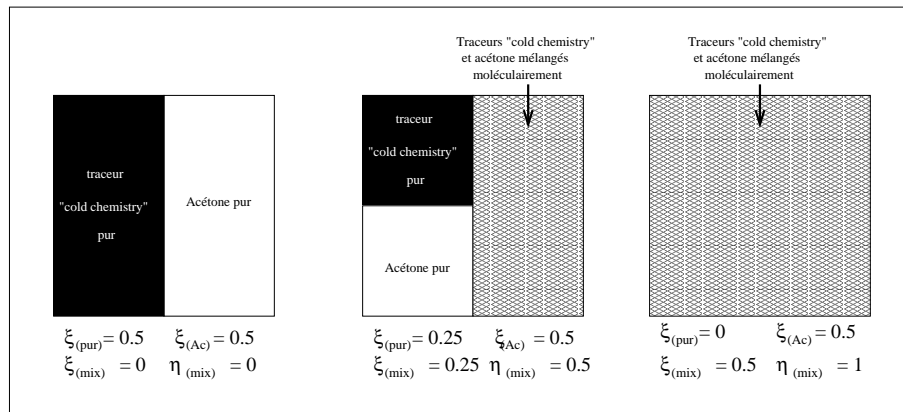 Traceurs "cold chemistry"
et acétone mélangés
moléculairement
Traceurs "cold chemistry"
et acétone mélangés
moléculairement
traceur
"cold chemistry"
pur
Acétone pur
traceur
"cold chemistry"
pur
Acétone pur
ξ(pur)= 0.5 ξ(Ac)= 0.5
ξ(mix) = 0 η(mix) = 0
ξ(pur)= 0.25 ξ(Ac)= 0.5
ξ(mix) = 0.25 η(mix) = 0.5
ξ(pur)= 0 ξ(Ac)= 0.5
ξ(mix) = 0.5 η(mix) = 1